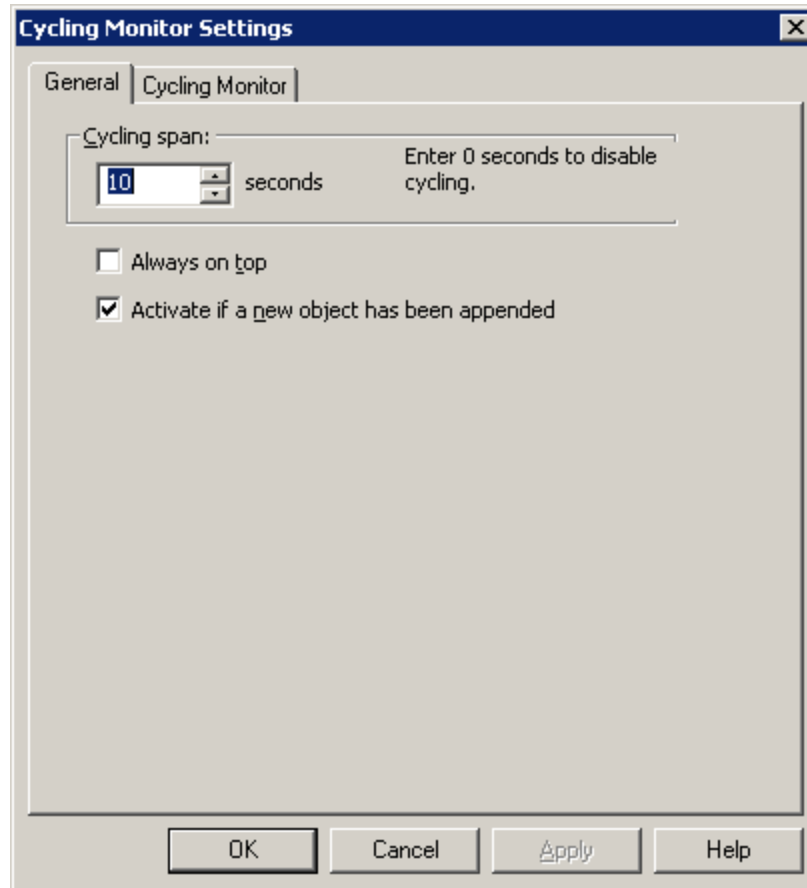 Cycling Monitor Settings
General
Cycling Monitor
Cycling span:
10
seconds
Enter 0 seconds to disable
cycling.
Always on top
Activate if a new object has been appended
OK
Cancel
Apply
Help